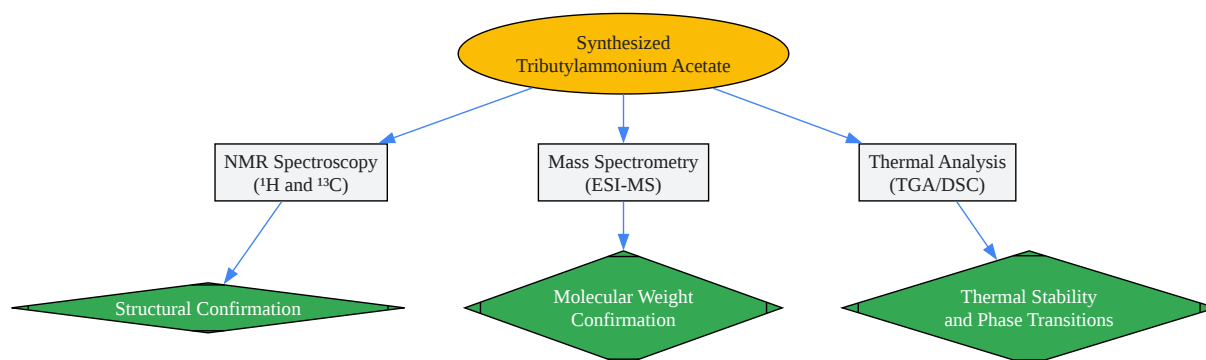 Synthesized
Tributylammonium Acetate
NMR Spectroscopy
(¹H and ¹³C)
Mass Spectrometry
(ESI-MS)
Thermal Analysis
(TGA/DSC)
Structural Confirmation
Molecular Weight
Confirmation
Thermal Stability
and Phase Transitions